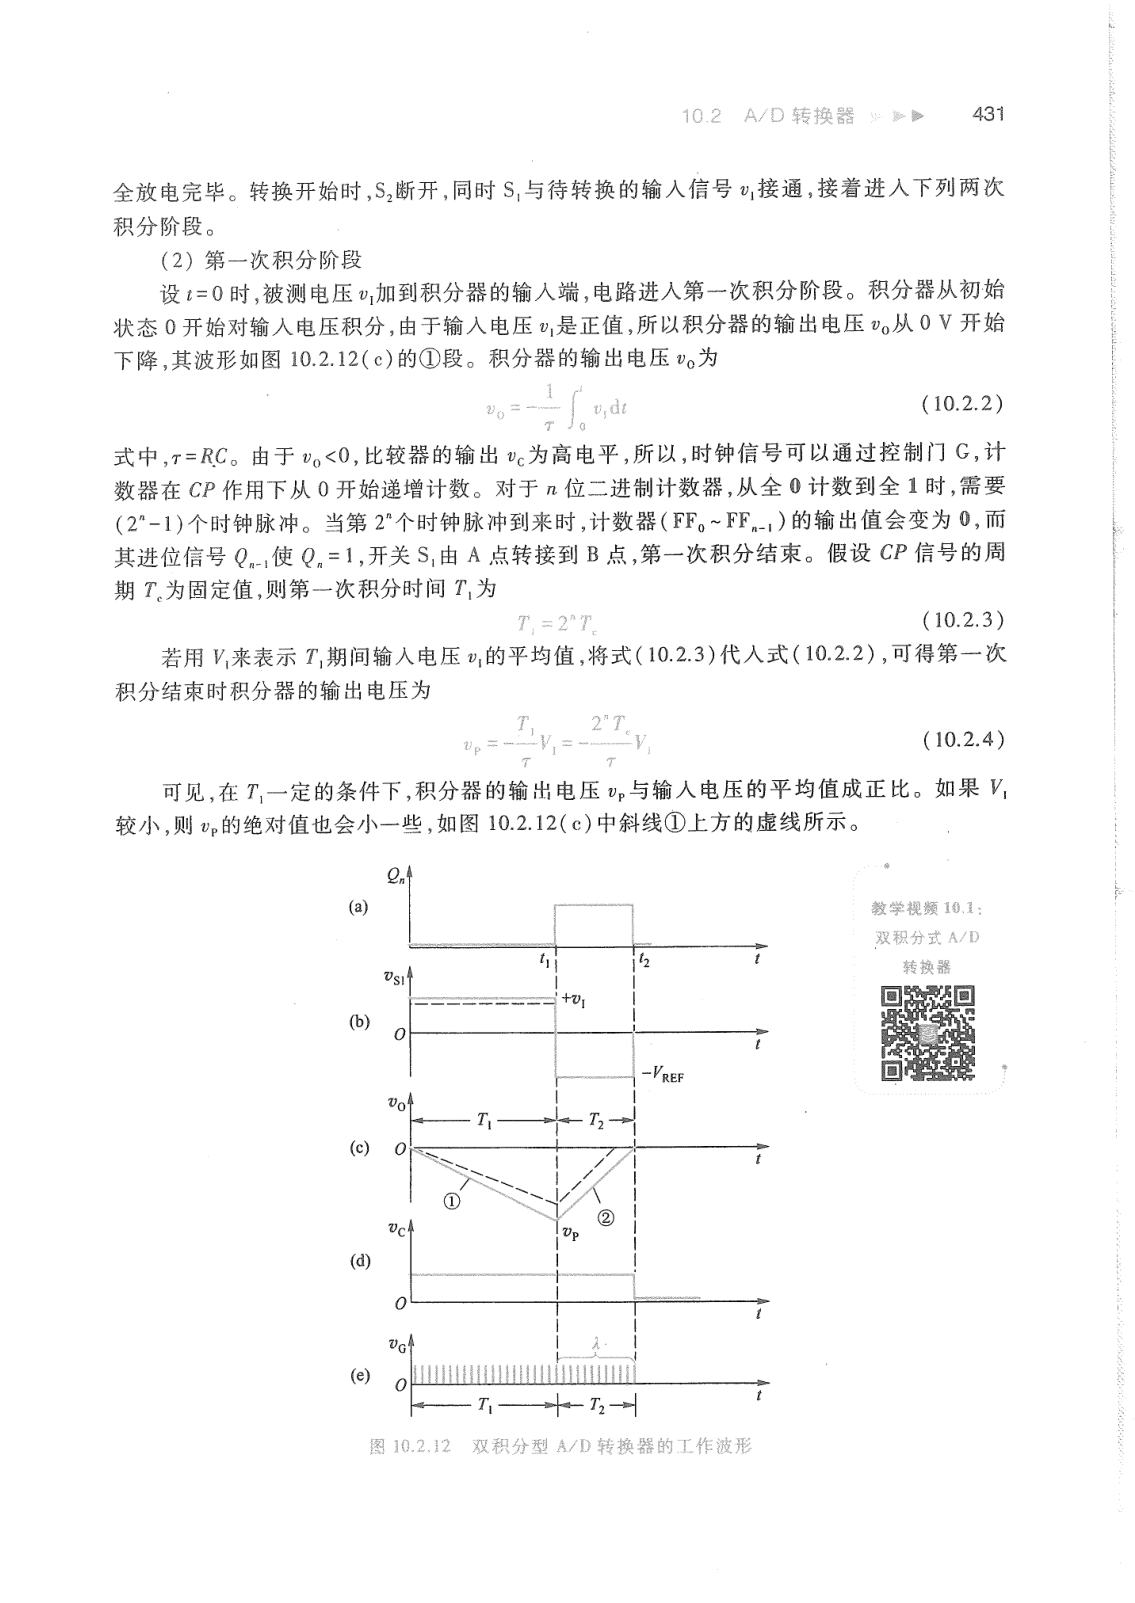 10.2 A/D 转换器 431
全放电完毕。转换开始时,S₂断开,同时 S₁与待转换的输入信号 v₁接通,接着进入下列两次
积分阶段。
(2) 第一次积分阶段
设 t=0 时,被测电压 v₁加到积分器的输入端,电路进入第一次积分阶段。积分器从初始
状态 0 开始对输入电压积分,由于输入电压 v₁是正值,所以积分器的输出电压 v_O从 0 V 开始
下降,其波形如图 10.2.12(c)的①段。积分器的输出电压 v_O为
v_O = -1/τ ∫₀ᵗ v_I dt (10.2.2)
式中,τ=RC。由于 v_O<0,比较器的输出 v_C为高电平,所以,时钟信号可以通过控制门 G,计
数器在 CP 作用下从 0 开始递增计数。对于 n 位二进制计数器,从全 0 计数到全 1 时,需要
(2ⁿ-1)个时钟脉冲。当第 2ⁿ个时钟脉冲到来时,计数器(FF₀~FFₙ₋₁)的输出值会变为 0,而
其进位信号 Qₙ₋₁使 Qₙ=1,开关 S₁由 A 点转接到 B 点,第一次积分结束。假设 CP 信号的周
期 T_c为固定值,则第一次积分时间 T₁为
T₁=2ⁿT_c (10.2.3)
若用 V_I来表示 T₁期间输入电压 v_I的平均值,将式(10.2.3)代入式(10.2.2),可得第一次
积分结束时积分器的输出电压为
v_P = -T₁/τ V_I = -2ⁿT_c/τ V_I (10.2.4)
可见,在 T₁一定的条件下,积分器的输出电压 v_P与输入电压的平均值成正比。如果 V_I
较小,则 v_P的绝对值也会小一些,如图 10.2.12(c)中斜线①上方的虚线所示。
教学视频 10.1:
双积分式 A/D
转换器
Qₙ
(a)
t₁ t₂ t
v_S1
+v_I
(b) O t
-V_REF
v_O
T₁ T₂
(c) O t
① ②
v_P
v_C
(d)
O t
v_G λ
(e) O t
T₁ T₂
图 10.2.12 双积分型 A/D 转换器的工作波形